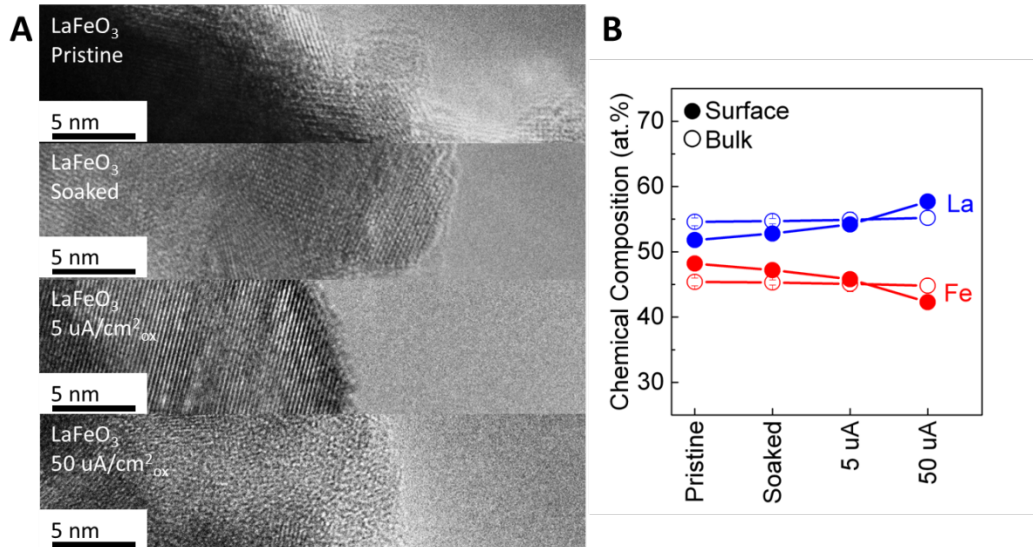 A
LaFeO₃
Pristine
5 nm
LaFeO₃
Soaked
5 nm
LaFeO₃
5 uA/cm²ₒₓ
5 nm
LaFeO₃
50 uA/cm²ₒₓ
5 nm
B
Chemical Composition (at.%)
70
60
50
40
30
Surface
Bulk
La
Fe
Pristine
Soaked
5 uA
50 uA